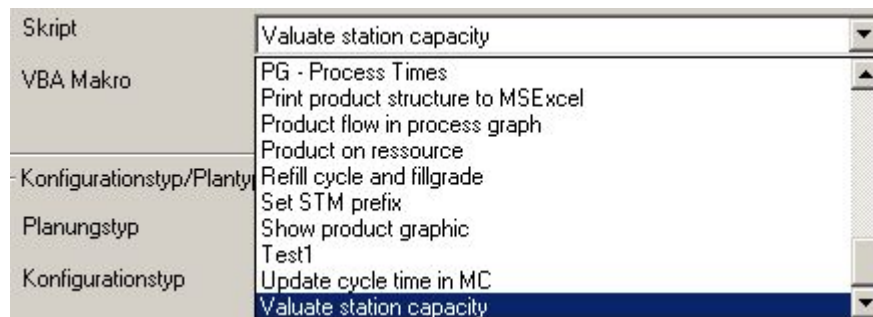 Skript
Valuate station capacity
VBA Makro
PG - Process Times
Print product structure to MSExcel
Product flow in process graph
Product on ressource
Konfigurationstyp/Planty
Refill cycle and fillgrade
Set STM prefix
Planungstyp
Show product graphic
Test1
Konfigurationstyp
Update cycle time in MC
Valuate station capacity